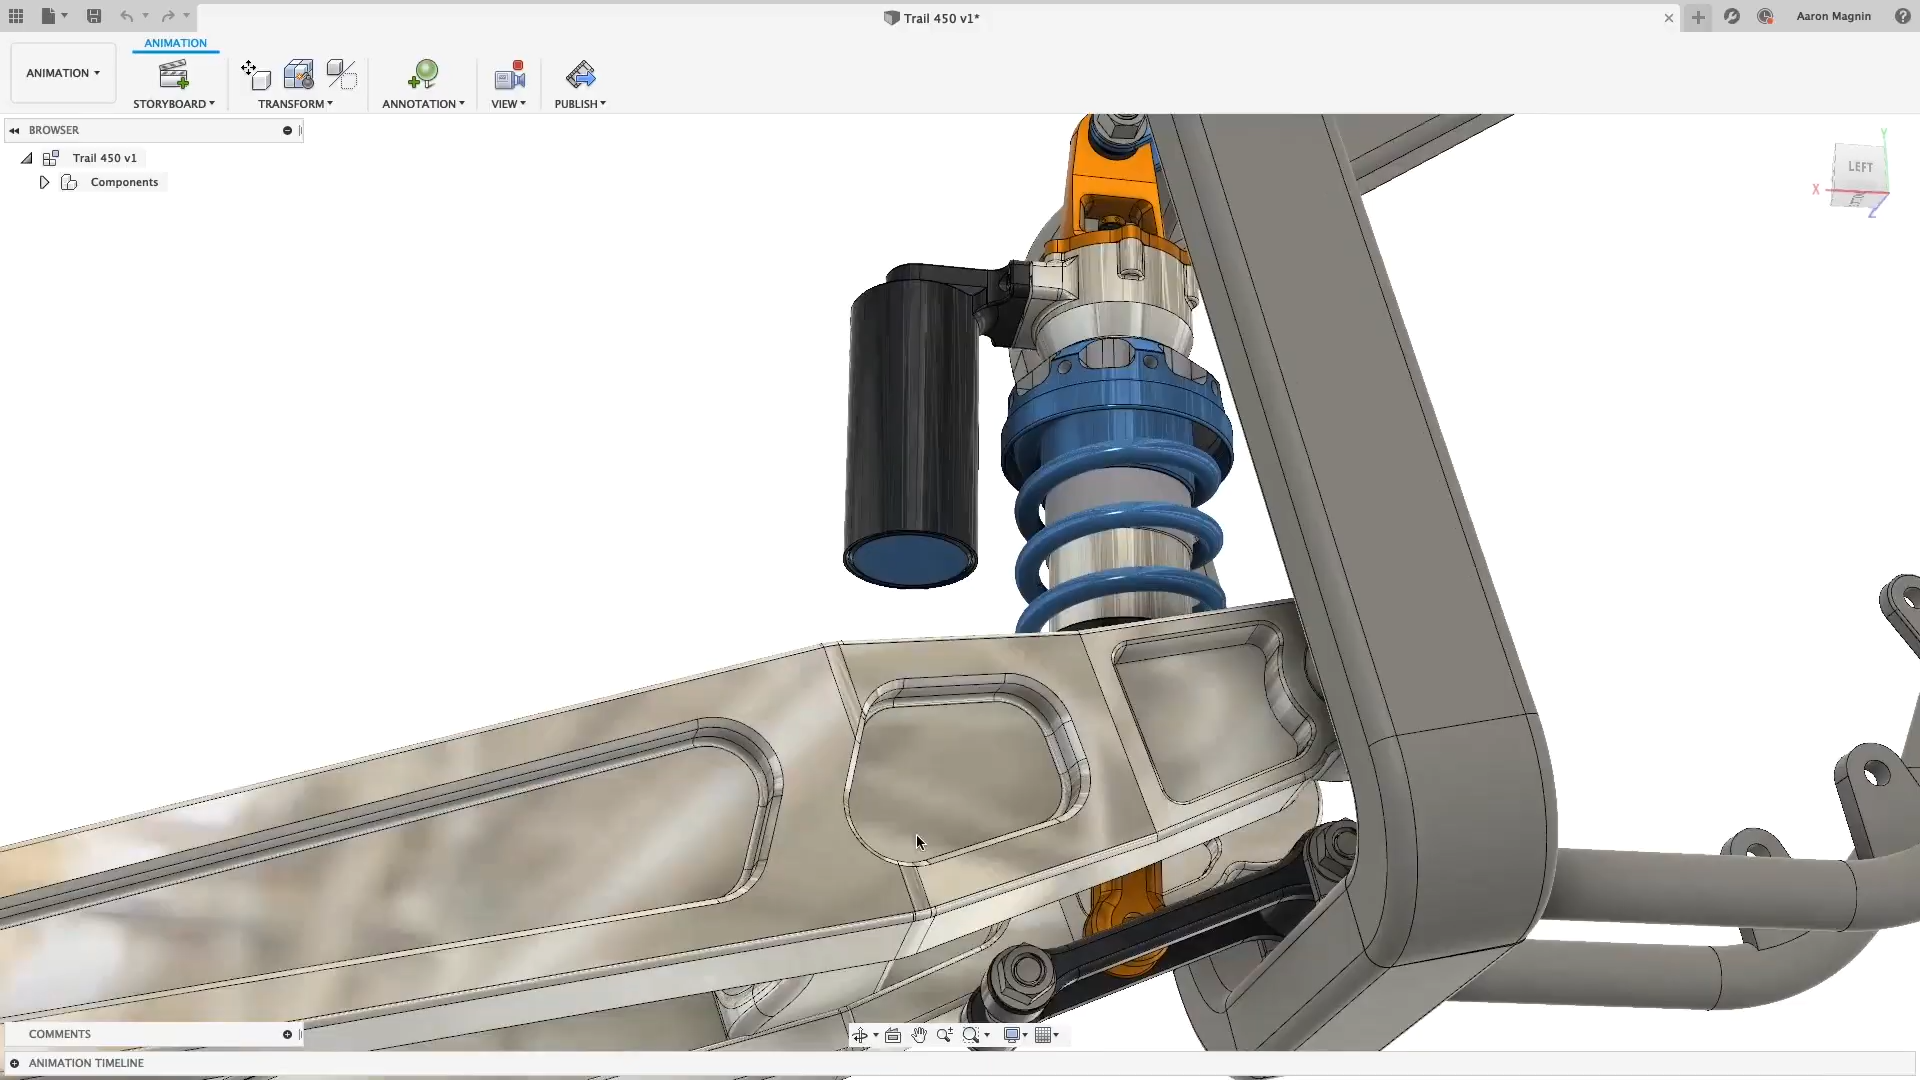 Trail 450 v1*
Aaron Magnin
ANIMATION
ANIMATION
STORYBOARD
TRANSFORM
ANNOTATION
VIEW
PUBLISH
BROWSER
Trail 450 v1
Components
Y
LEFT
X
Z
COMMENTS
ANIMATION TIMELINE